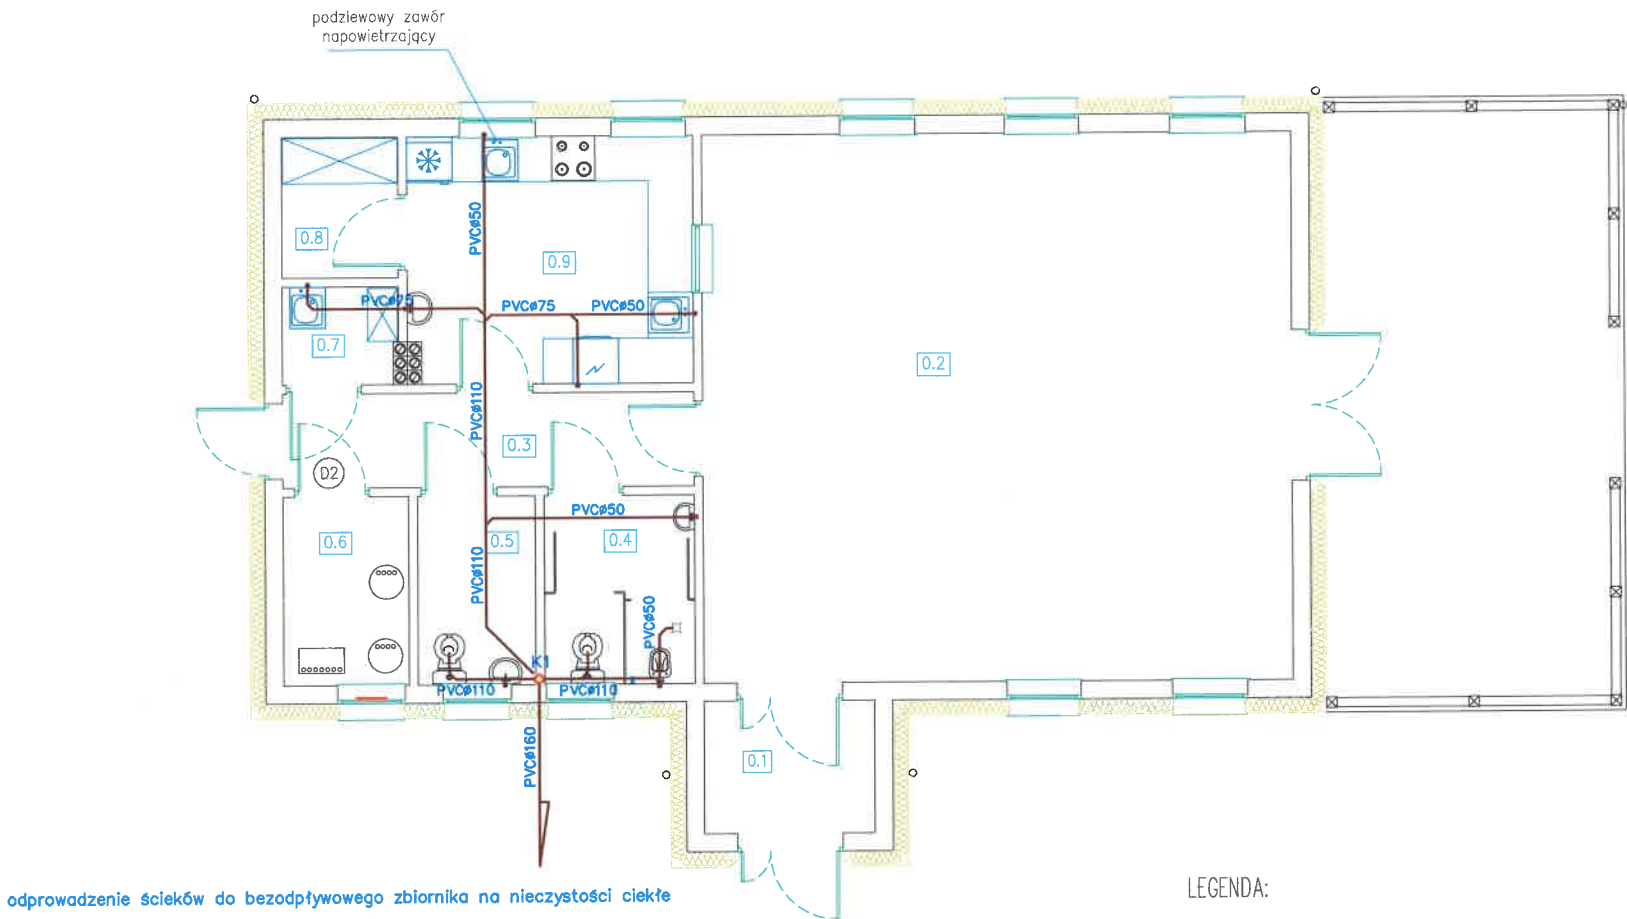 podzlewowy zawór
napowietrzający
PVCø50
0.8
0.9
PVCø75
PVCø75
PVCø50
0.7
0.2
PVCø110
0.3
D2
PVCø50
0.6
0.5
0.4
PVCø110
PVCø50
K1
PVCø110
PVCø110
PVCø160
0.1
LEGENDA:
odprowadzenie ścieków do bezodpływowego zbiornika na nieczystości ciekłe